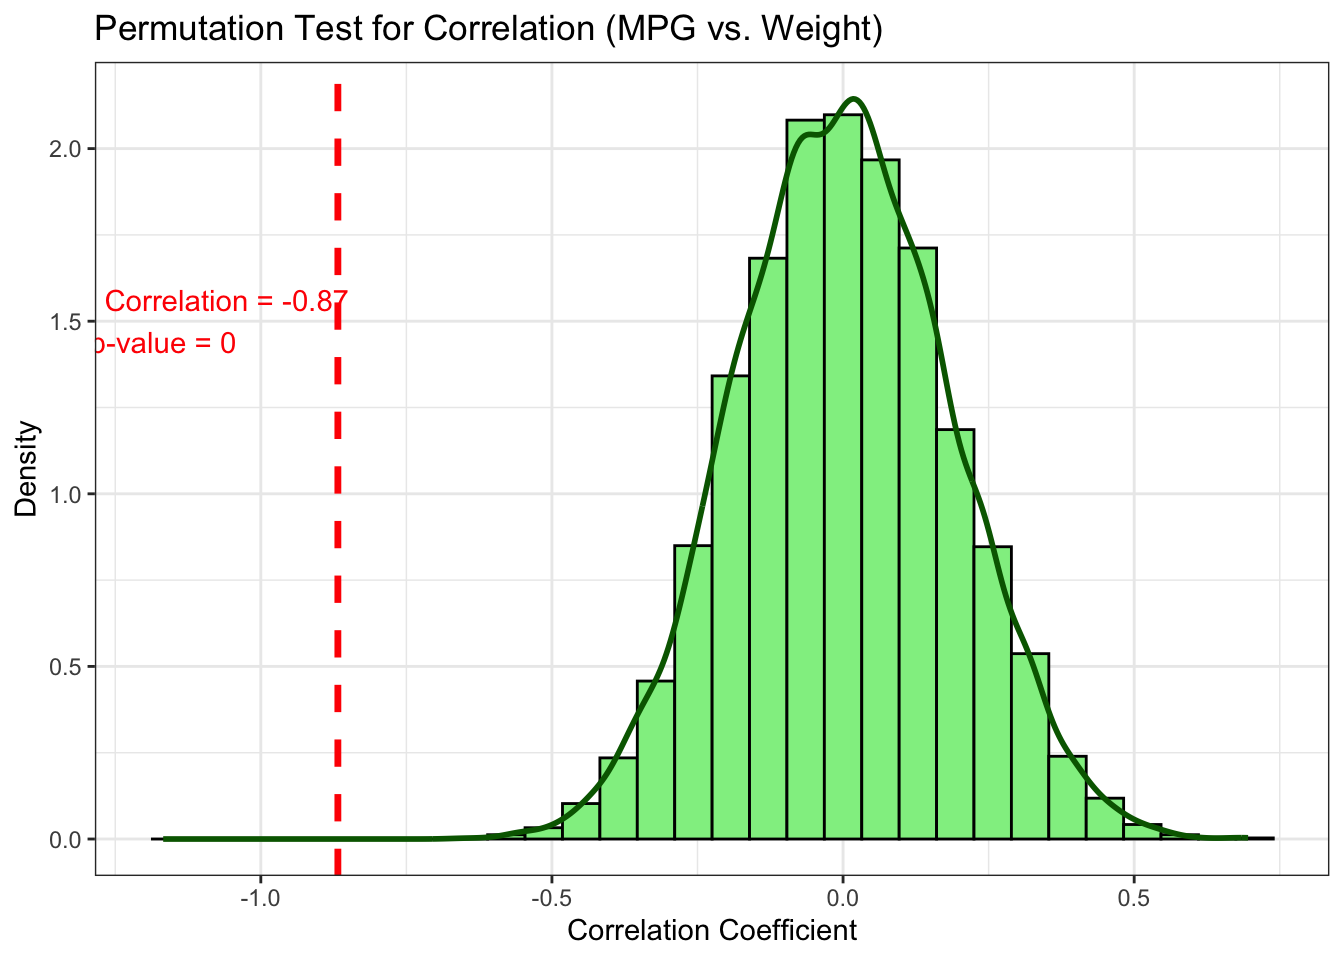 Permutation Test for Correlation (MPG vs. Weight)
2.0
1.5
1.0
0.5
0.0
Density
Correlation = -0.87
p-value = 0
-1.0
-0.5
0.0
0.5
Correlation Coefficient